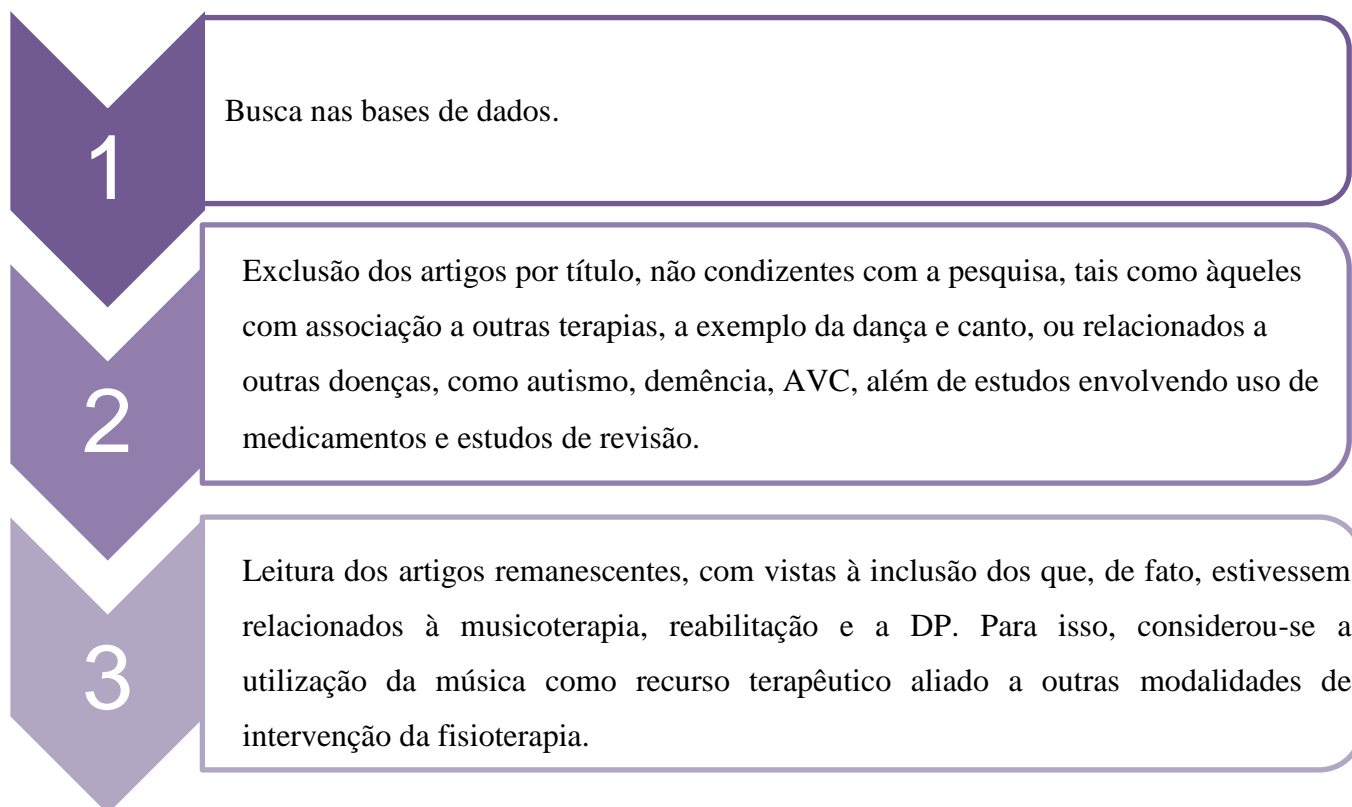 1
Busca nas bases de dados.
2
Exclusão dos artigos por título, não condizentes com a pesquisa, tais como àqueles
com associação a outras terapias, a exemplo da dança e canto, ou relacionados a
outras doenças, como autismo, demência, AVC, além de estudos envolvendo uso de
medicamentos e estudos de revisão.
3
Leitura dos artigos remanescentes, com vistas à inclusão dos que, de fato, estivessem
relacionados à musicoterapia, reabilitação e a DP. Para isso, considerou-se a
utilização da música como recurso terapêutico aliado a outras modalidades de
intervenção da fisioterapia.